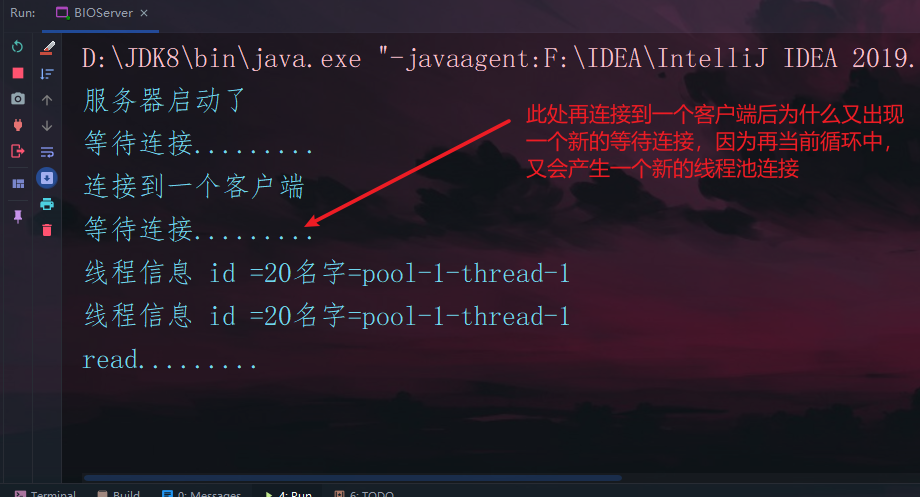 Run: BIOServer ×
D:\JDK8\bin\java.exe "-javaagent:F:\IDEA\IntelliJ IDEA 2019.
服务器启动了
等待连接.........
连接到一个客户端
等待连接.........
线程信息 id =20名字=pool-1-thread-1
线程信息 id =20名字=pool-1-thread-1
read.........
此处再连接到一个客户端后为什么又出现
一个新的等待连接，因为再当前循环中，
又会产生一个新的线程池连接
Terminal Build 0: Messages 4: Run 6: TODO